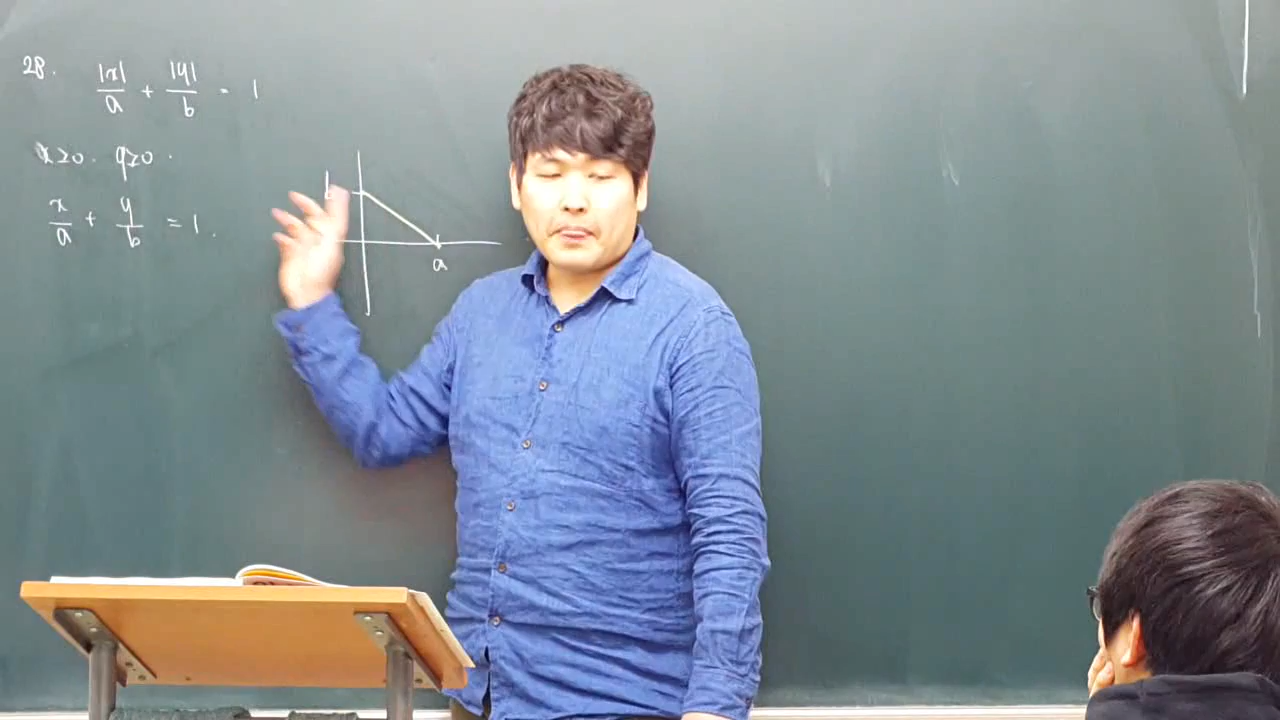 28. |x|/a + |y|/b = 1
x≥0. y≥0.
x/a + y/b = 1.
b
a